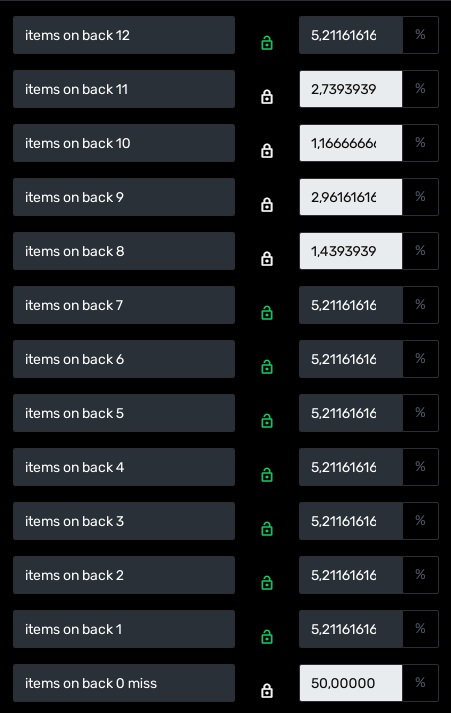 items on back 12 5,21161616 %
items on back 11 2,7393939 %
items on back 10 1,1666666 %
items on back 9 2,96161616 %
items on back 8 1,4393939 %
items on back 7 5,21161616 %
items on back 6 5,21161616 %
items on back 5 5,21161616 %
items on back 4 5,21161616 %
items on back 3 5,21161616 %
items on back 2 5,21161616 %
items on back 1 5,21161616 %
items on back 0 miss 50,00000 %